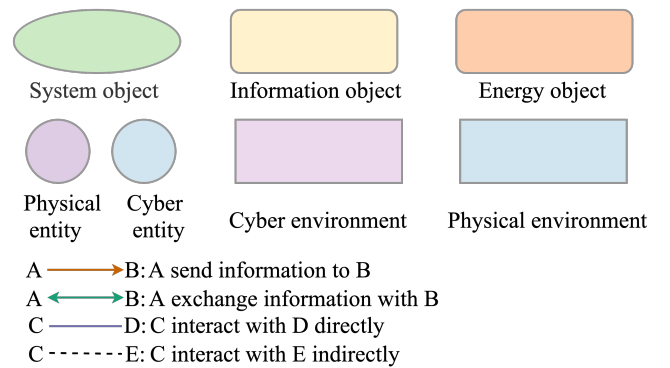 System object
Information object
Energy object
Physical entity
Cyber entity
Cyber environment
Physical environment
A B: A send information to B
A B: A exchange information with B
C D: C interact with D directly
C E: C interact with E indirectly